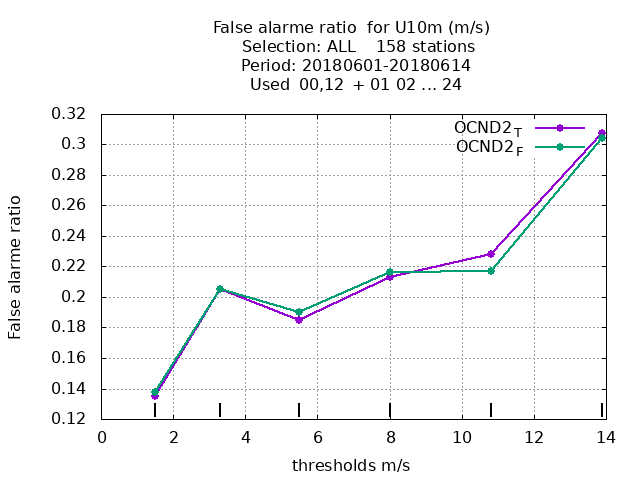 False alarme ratio  for U10m (m/s)
Selection: ALL    158 stations
Period: 20180601-20180614
Used  00,12  + 01 02 ... 24
0.32
0.3
0.28
0.26
0.24
0.22
0.2
0.18
0.16
0.14
0.12
False alarme ratio
OCND2T
OCND2F
0 2 4 6 8 10 12 14
thresholds m/s